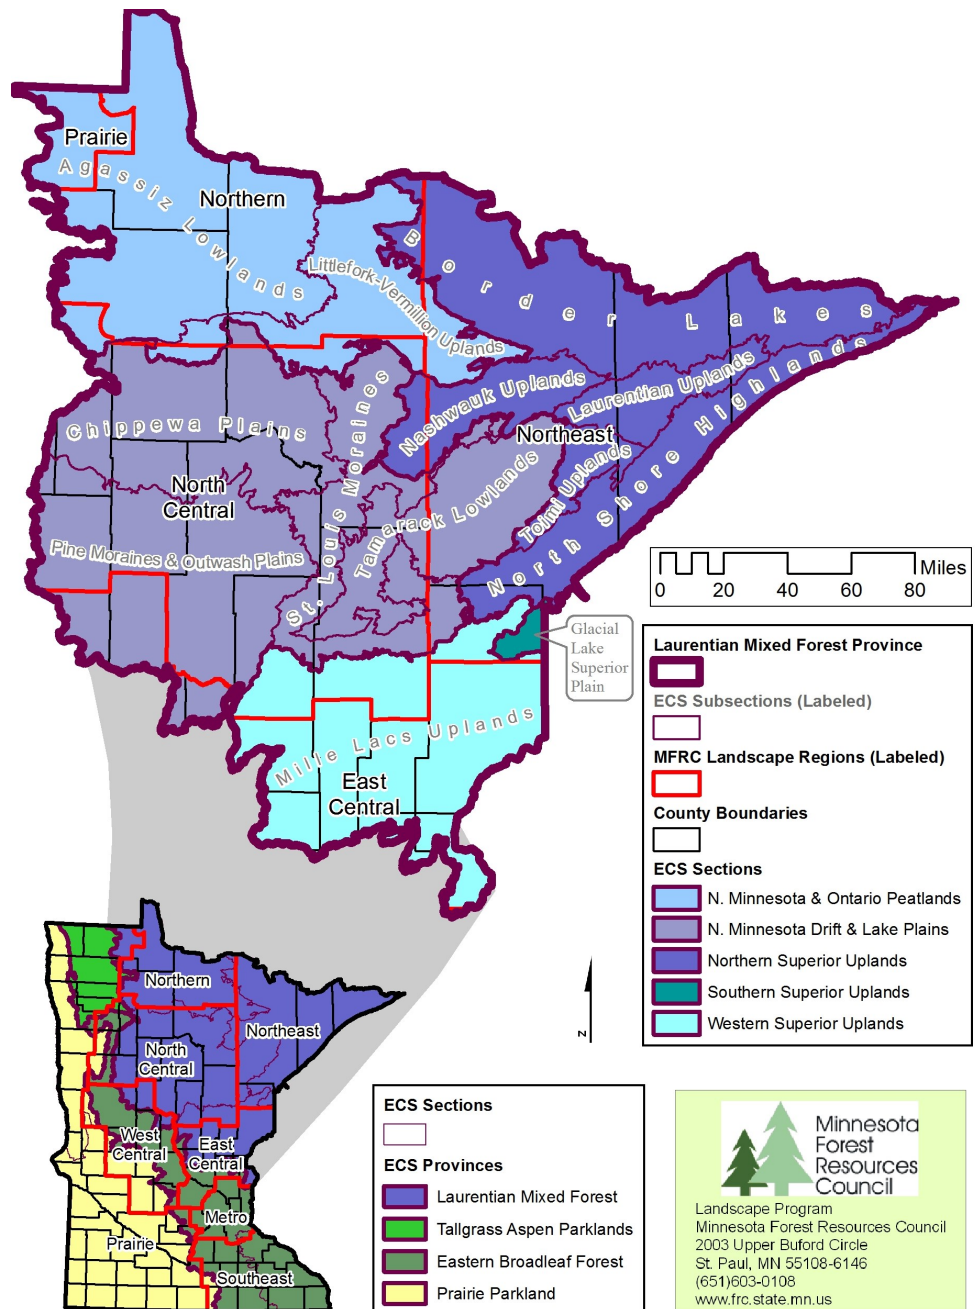 Prairie
Agassiz Lowlands
Northern
Littlefork-Vermillion Uplands
Border Lakes
Nashwauk Uplands
Laurentian Uplands
North Shore Highlands
Northeast
Chippewa Plains
St. Louis Moraines
Tamarack Lowlands
Toimi Uplands
North
Central
Pine Moraines & Outwash Plains
Glacial
Lake
Superior
Plain
Mille Lacs Uplands
East
Central
Miles
0 20 40 60 80
Laurentian Mixed Forest Province
ECS Subsections (Labeled)
MFRC Landscape Regions (Labeled)
County Boundaries
ECS Sections
N. Minnesota & Ontario Peatlands
N. Minnesota Drift & Lake Plains
Northern Superior Uplands
Southern Superior Uplands
Western Superior Uplands
N
Northern
Northeast
North
Central
West
Central
East
Central
Metro
Prairie
Southeast
ECS Sections
ECS Provinces
Laurentian Mixed Forest
Tallgrass Aspen Parklands
Eastern Broadleaf Forest
Prairie Parkland
Minnesota
Forest
Resources
Council
Landscape Program
Minnesota Forest Resources Council
2003 Upper Buford Circle
St. Paul, MN 55108-6146
(651)603-0108
www.frc.state.mn.us